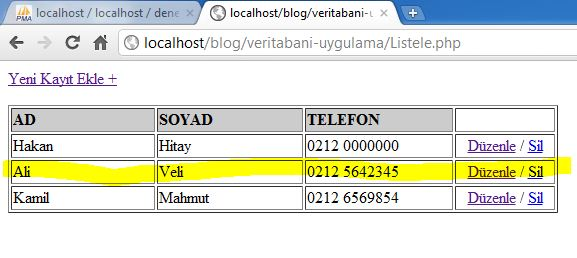 PMA localhost / localhost / dene
localhost/blog/veritabani-u
localhost/blog/veritabani-uygulama/Listele.php
Yeni Kayıt Ekle +
AD SOYAD TELEFON
Hakan Hitay 0212 0000000 Düzenle / Sil
Ali Veli 0212 5642345 Düzenle / Sil
Kamil Mahmut 0212 6569854 Düzenle / Sil